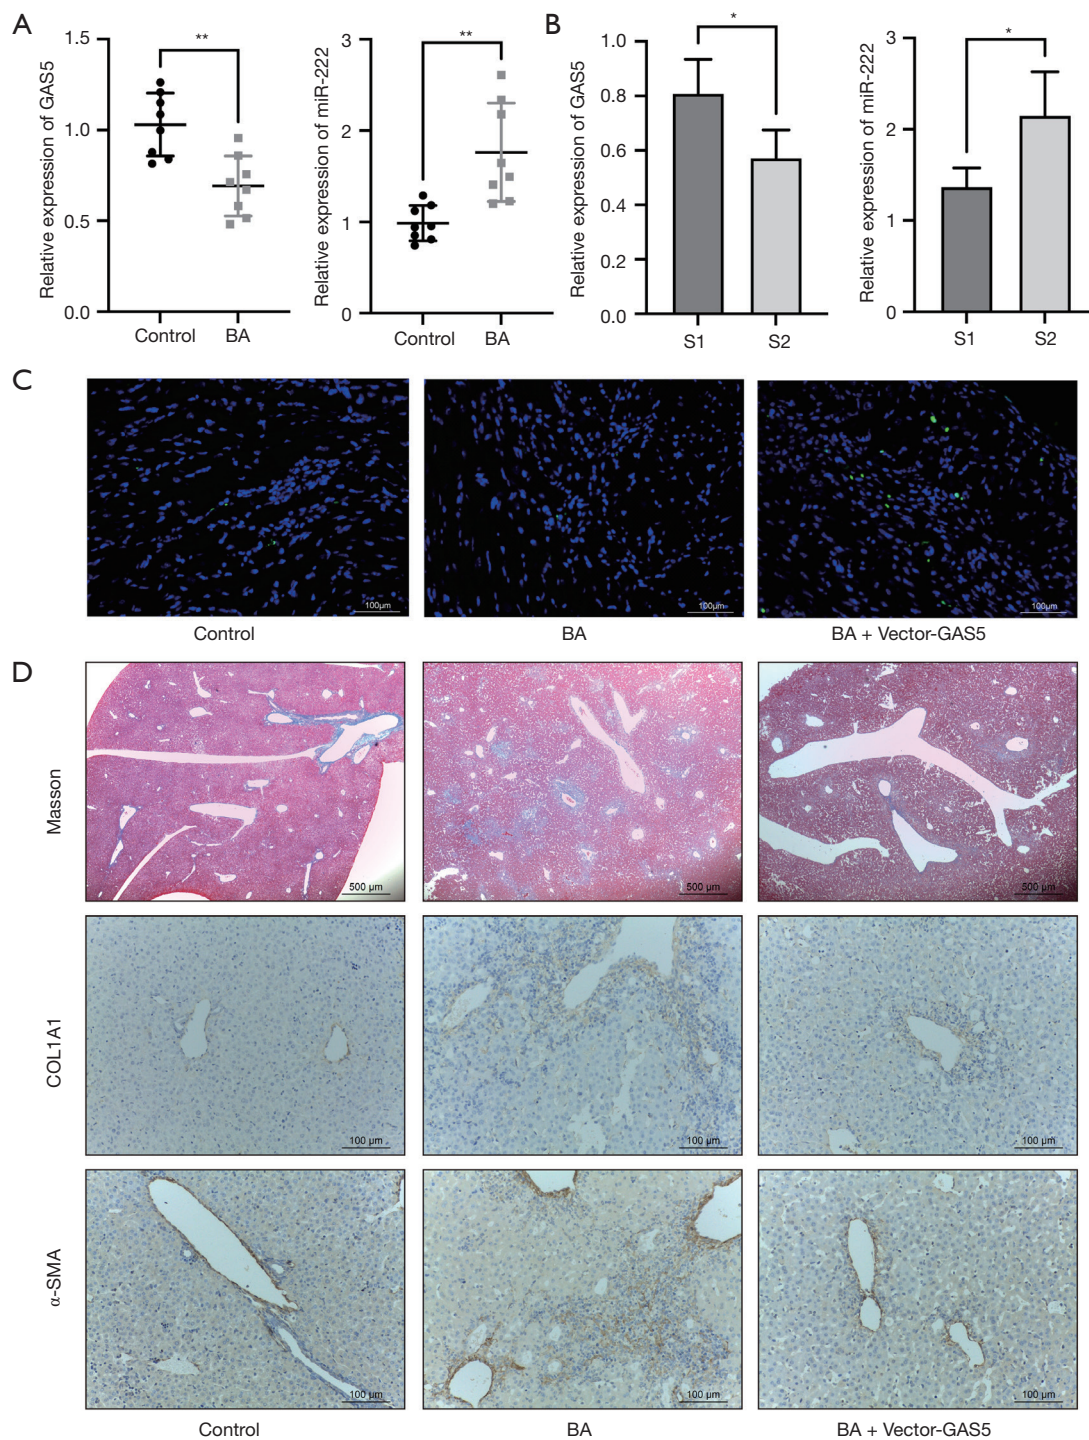 A
Relative expression of GAS5
1.5
1.0
0.5
0.0
**
Control
BA
Relative expression of miR-222
3
2
1
0
**
Control
BA
B
Relative expression of GAS5
1.0
0.8
0.6
0.4
0.2
0.0
*
S1
S2
Relative expression of miR-222
3
2
1
0
*
S1
S2
C
100μm
100μm
100μm
Control
BA
BA + Vector-GAS5
D
Masson
500 μm
500 μm
500 μm
COL1A1
100 μm
100 μm
100 μm
α-SMA
100 μm
100 μm
100 μm
Control
BA
BA + Vector-GAS5